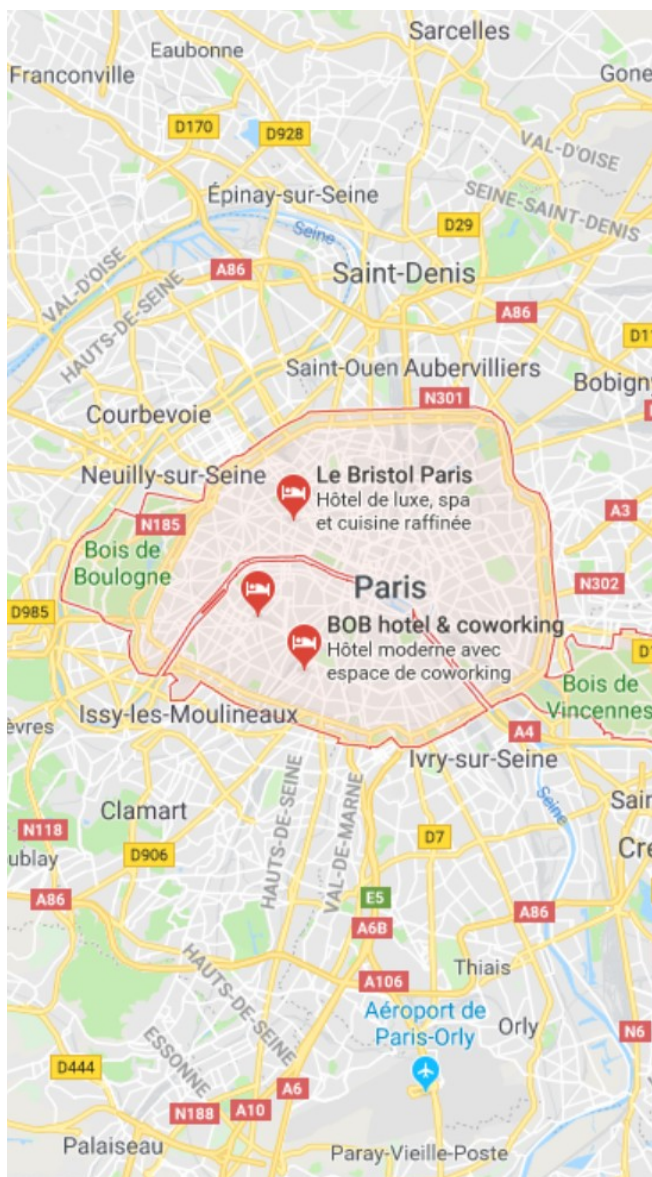 Sarcelles
Eaubonne
Franconville
Gone
D170
D928
VAL-D'OISE
Épinay-sur-Seine
SEINE-SAINT-DENIS
Seine
D29
VAL-D'OISE
HAUTS-DE-SEINE
A86
Saint-Denis
A86
D11
Saint-Ouen
Aubervilliers
Bobigny
N301
Courbevoie
Neuilly-sur-Seine
Le Bristol Paris
Hôtel de luxe, spa
et cuisine raffinée
A3
N185
Bois de
Boulogne
Paris
N302
D985
BOB hotel & coworking
Hôtel moderne avec
espace de coworking
D1
Bois de
Vincennes
Issy-les-Moulineaux
èvres
A4
Ivry-sur-Seine
Seine
HAUTS-DE-SEINE
VAL-DE-MARNE
Clamart
Sain
N118
D7
Cré
ublay
D906
A86
E5
A86
A6B
HAUTS-DE-SEINE
A106
Thiais
Aéroport de
Paris-Orly
Orly
N6
ESSONNE
D444
A6
N188
A10
Palaiseau
Paray-Vieille-Poste